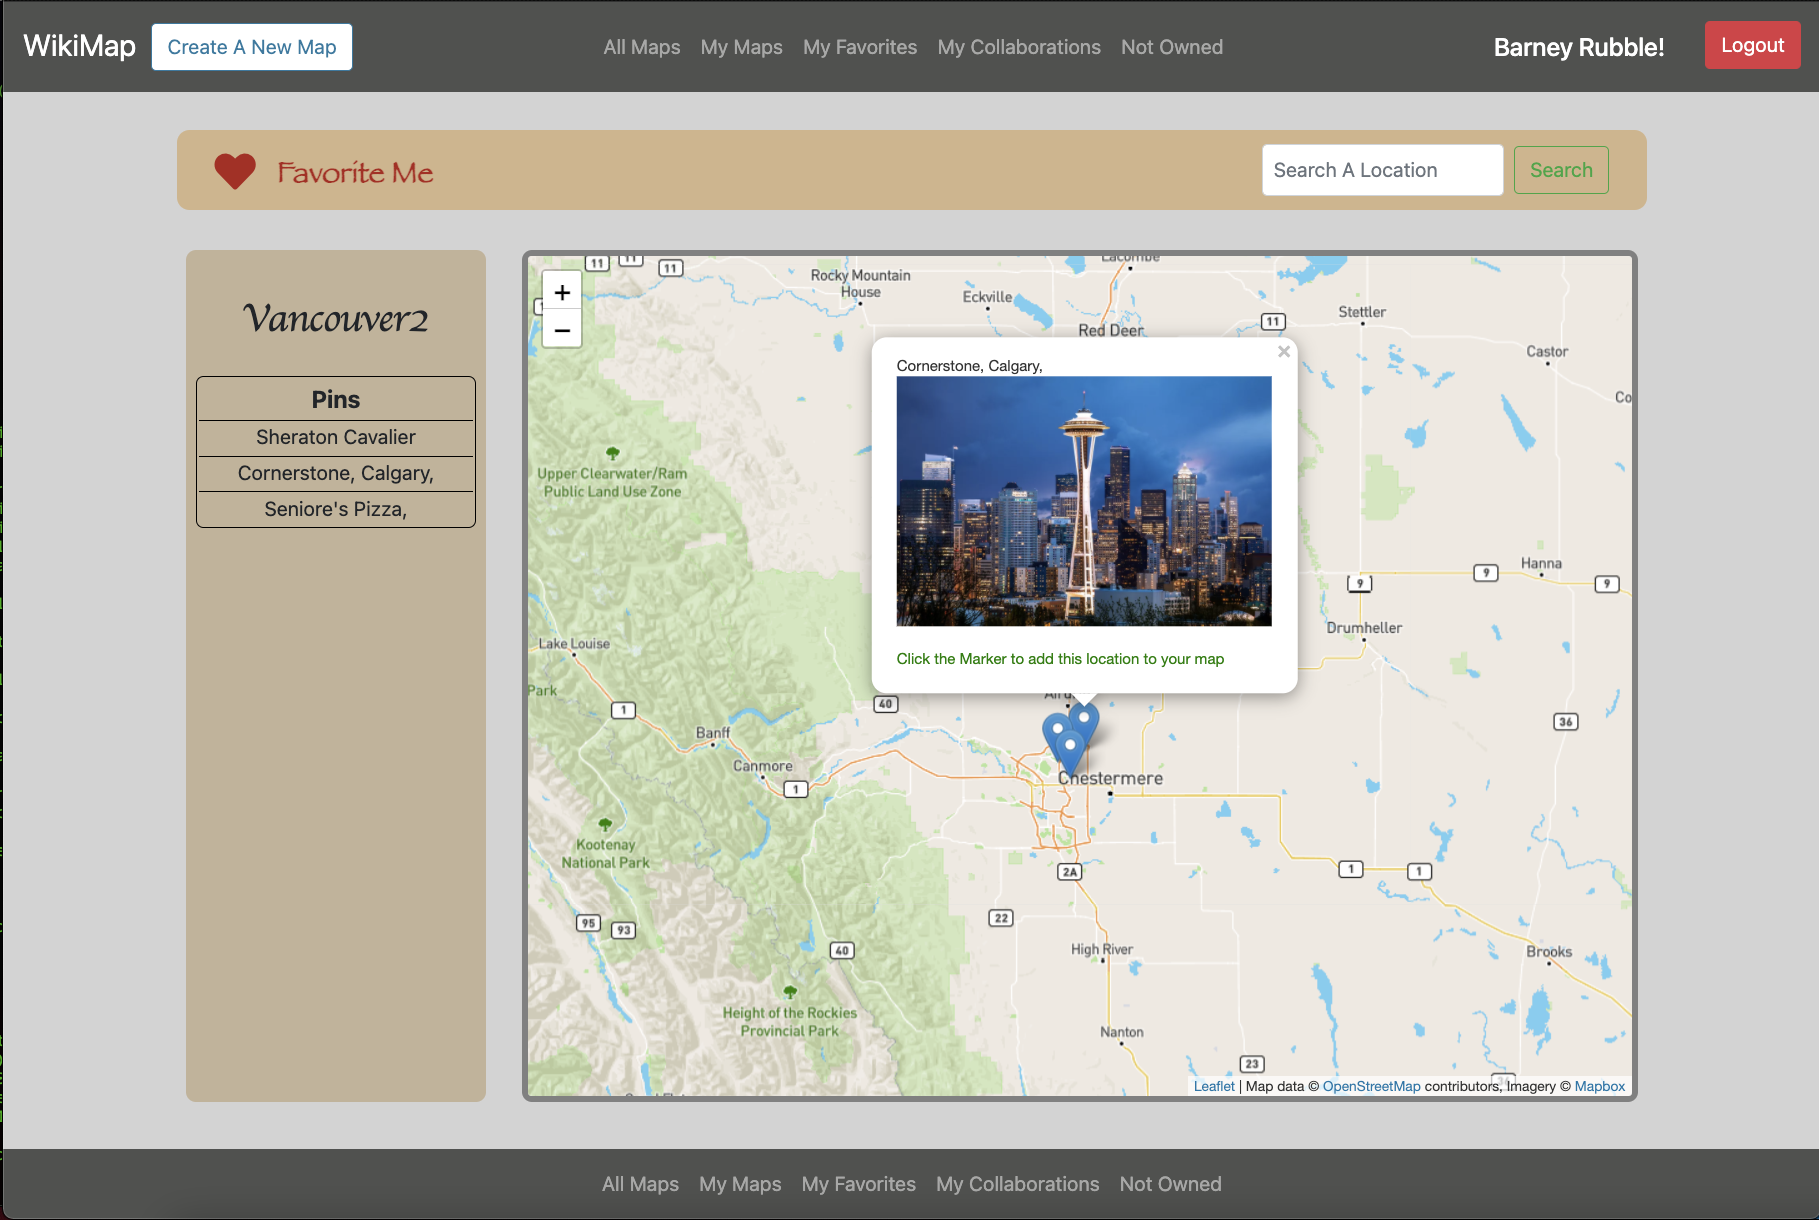 WikiMap
Create A New Map
All Maps
My Maps
My Favorites
My Collaborations
Not Owned
Barney Rubble!
Logout
Favorite Me
Search A Location
Search
Vancouver2
Pins
Sheraton Cavalier
Cornerstone, Calgary,
Seniore's Pizza,
+
−
11
11
11
Rocky Mountain
House
Eckville
Lacombe
Red Deer
11
Stettler
Castor
Co
Cornerstone, Calgary,
×
Click the Marker to add this location to your map
Upper Clearwater/Ram
Public Land Use Zone
9
9
Hanna
9
Drumheller
Lake Louise
Park
1
40
36
Banff
Canmore
1
Chestermere
Kootenay
National Park
2A
1
1
22
95
93
40
High River
Brooks
Height of the Rockies
Provincial Park
Nanton
23
Leaflet | Map data © OpenStreetMap contributors, Imagery © Mapbox
All Maps
My Maps
My Favorites
My Collaborations
Not Owned